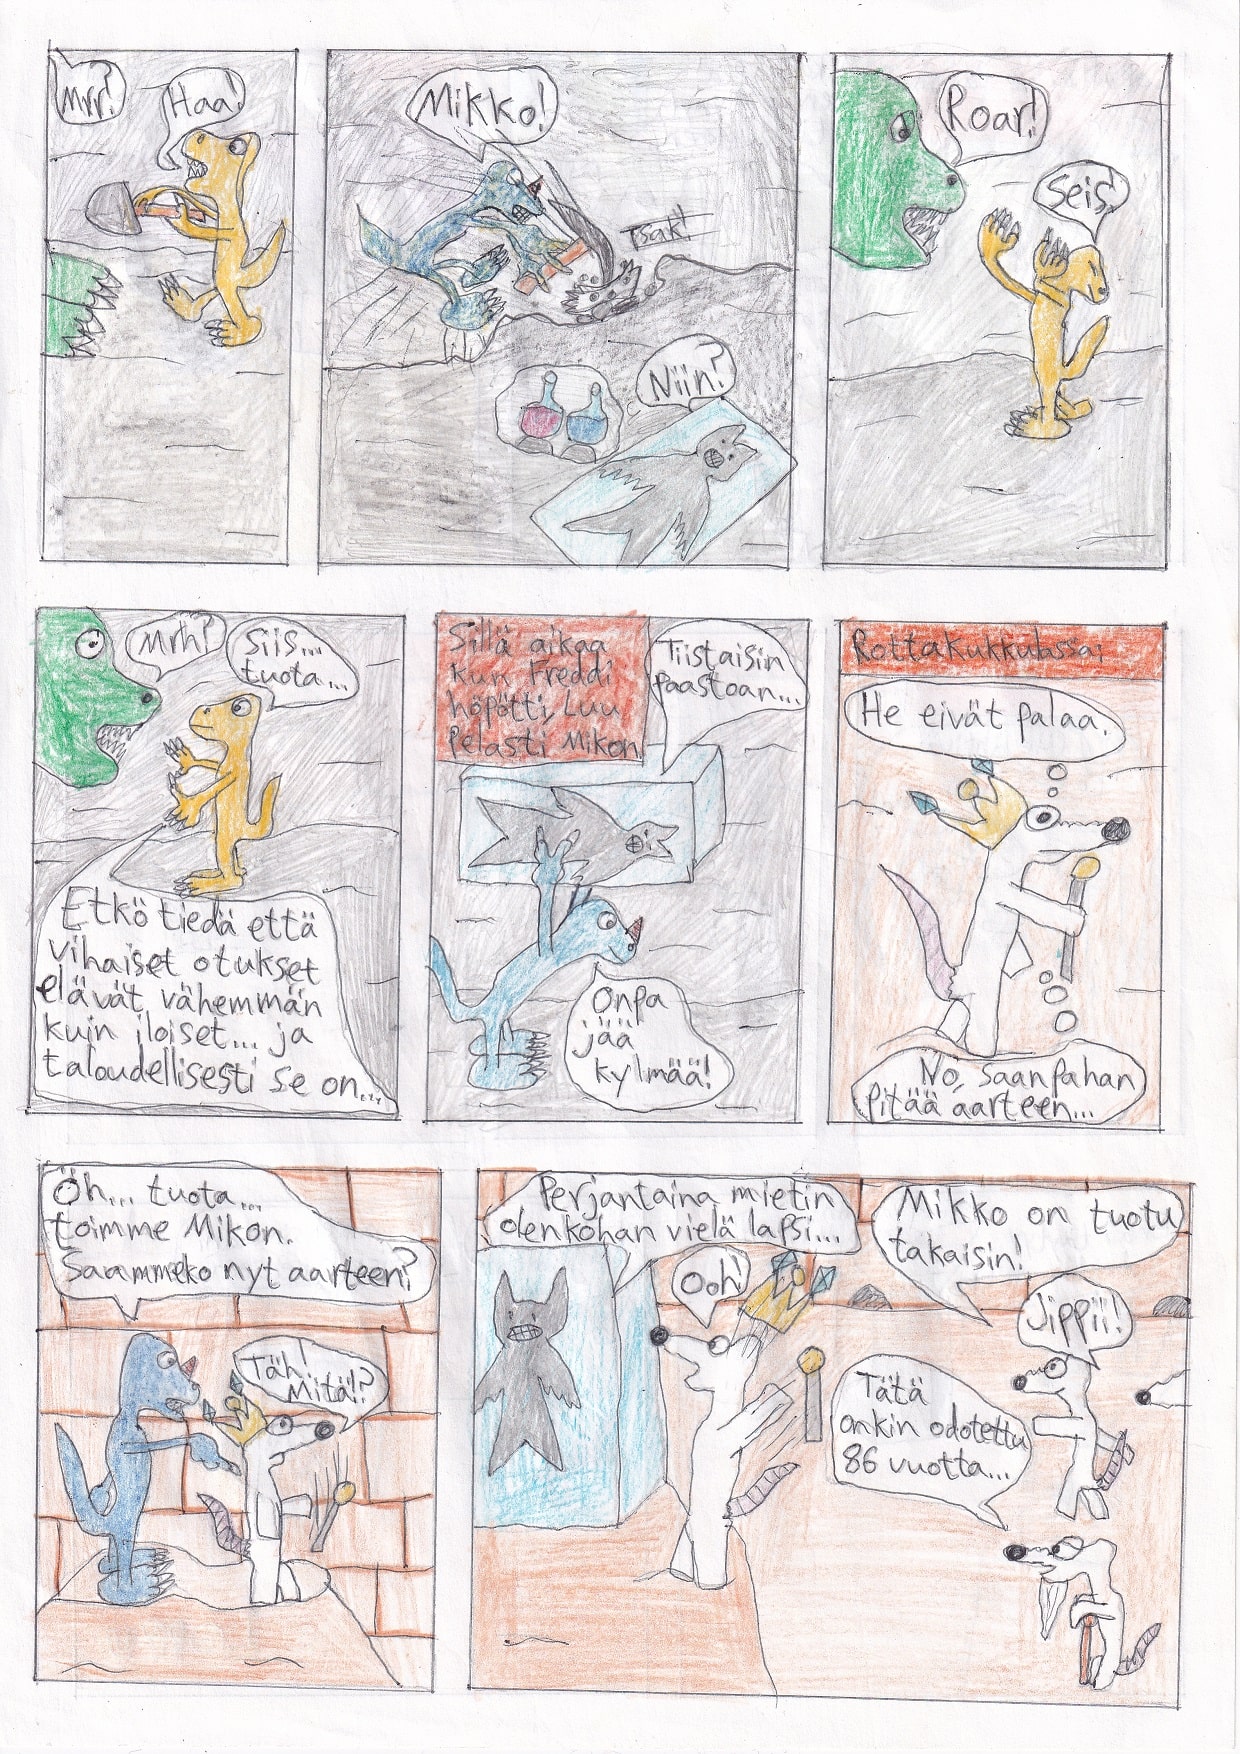 Mrr?
Haa!
Mikko!
Tsak!
Niin?
Roar!
Seis!
Mrh?
Siis...
tuota...
Etkö tiedä että
vihaiset otukset
elävät vähemmän
kuin iloiset... ja
taloudellisesti se on...
Sillä aikaa
kun Freddi
höpötti, Luu
pelasti Mikon.
Tiistaisin
paastoan...
Onpa
jää
kylmää!
Rottakukkulassa:
He eivät palaa.
No, saanpahan
pitää aarteen...
Öh... tuota...
toimme Mikon.
Saammeko nyt aarteen?
Täh!
Mitä!?
Perjantaina mietin
olenkohan vielä lapsi...
Ooh!
Mikko on tuotu
takaisin!
Jippii!
Tätä
onkin odotettu
86 vuotta...